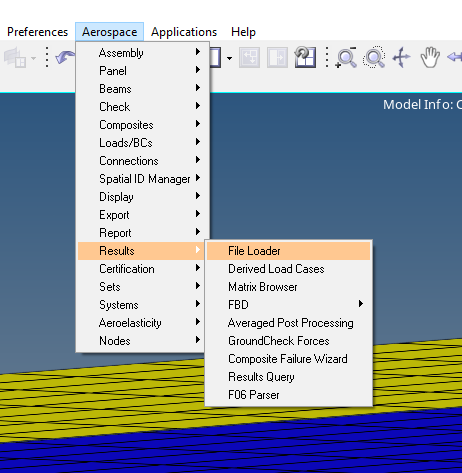 Preferences Aerospace Applications Help
Model Info: C
Assembly
Panel
Beams
Check
Composites
Loads/BCs
Connections
Spatial ID Manager
Display
Export
Report
Results
Certification
Sets
Systems
Aeroelasticity
Nodes
File Loader
Derived Load Cases
Matrix Browser
FBD
Averaged Post Processing
GroundCheck Forces
Composite Failure Wizard
Results Query
F06 Parser